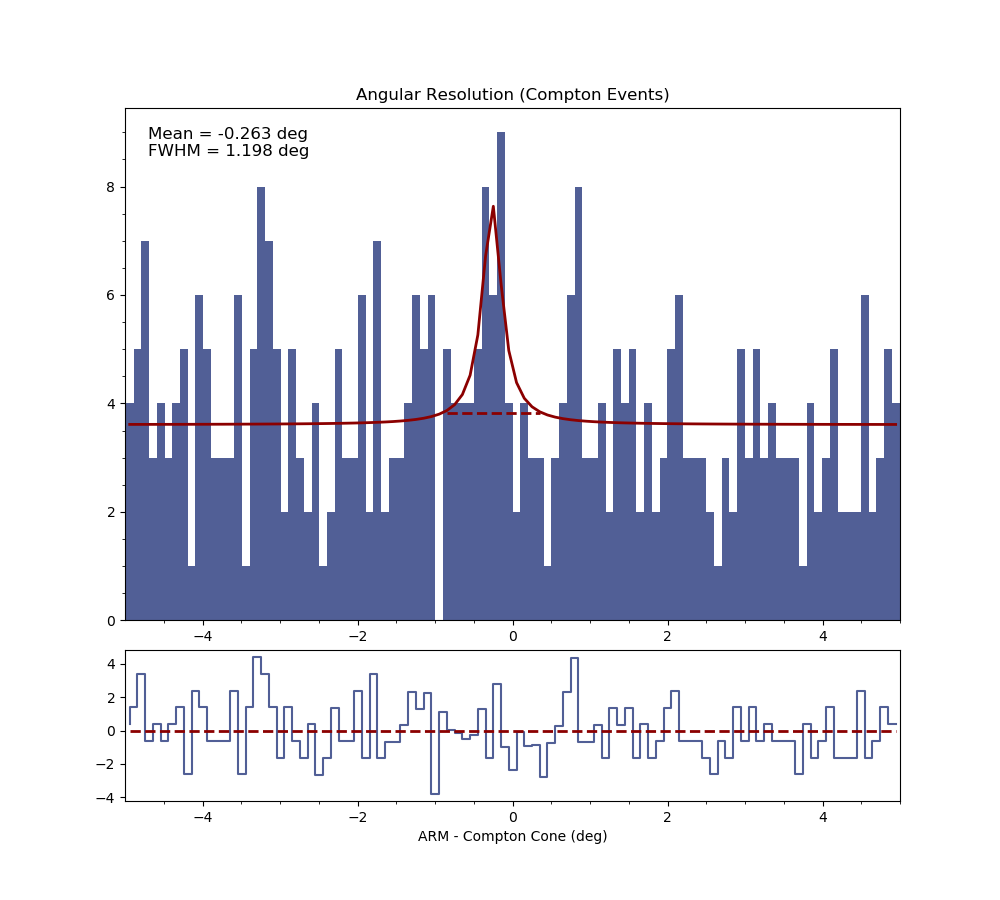 Angular Resolution (Compton Events)
Mean = -0.263 deg
FWHM = 1.198 deg
8
6
4
2
0
−4 −2 0 2 4
4
2
0
−2
−4
−4 −2 0 2 4
ARM - Compton Cone (deg)